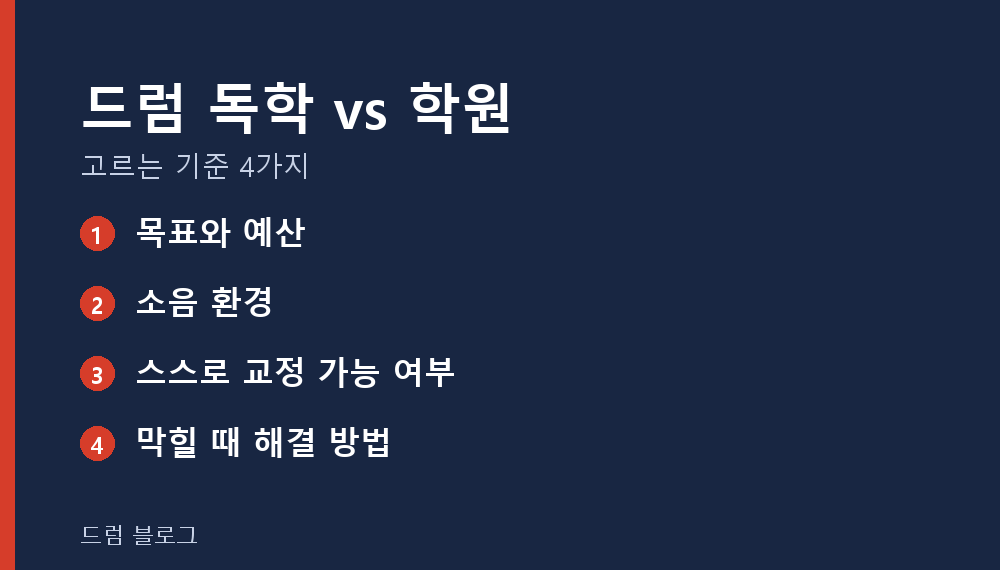 드럼 독학 vs 학원
고르는 기준 4가지
1 목표와 예산
2 소음 환경
3 스스로 교정 가능 여부
4 막힐 때 해결 방법
드럼 블로그